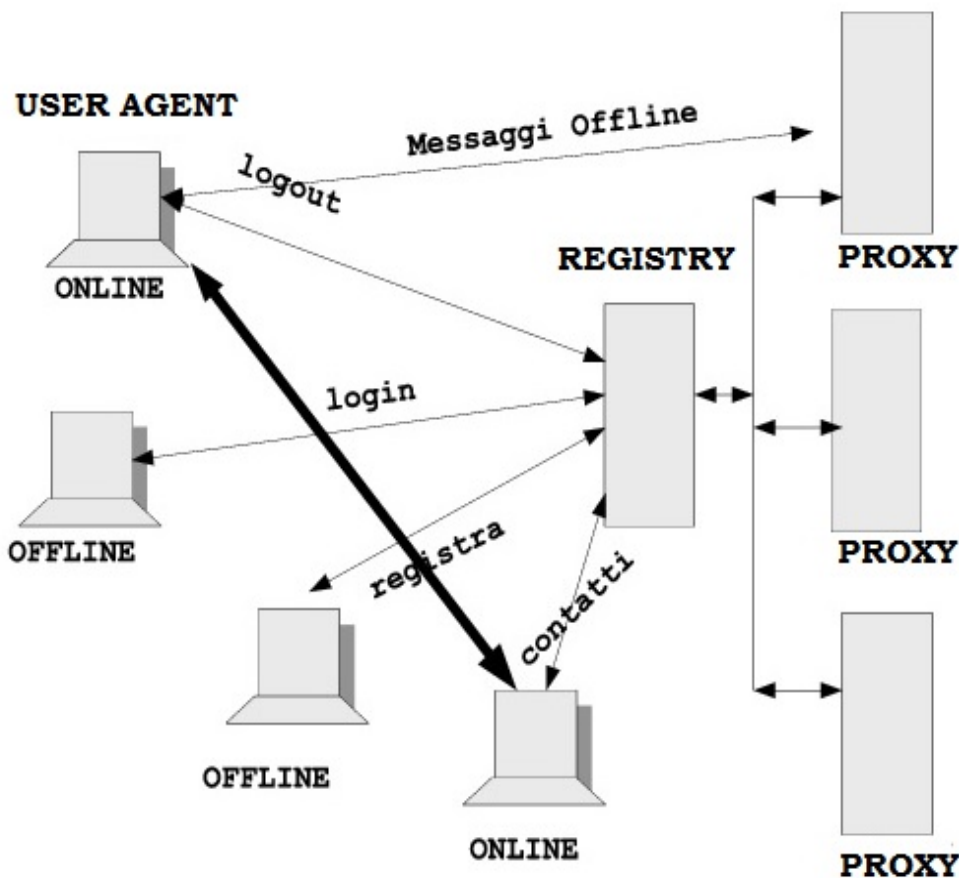 USER AGENT
Messaggi Offline
logout
ONLINE
REGISTRY
PROXY
login
OFFLINE
registra
contatti
PROXY
OFFLINE
ONLINE
PROXY